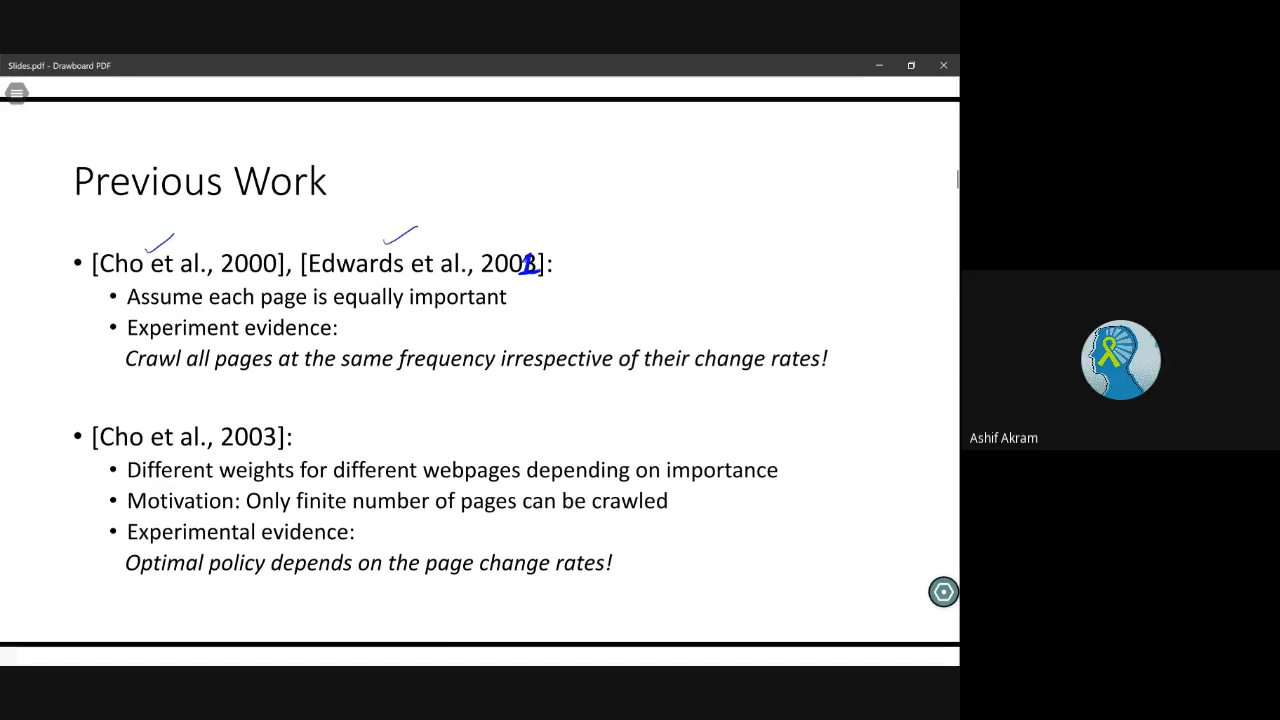 Slides.pdf - Drawboard PDF
Previous Work
• [Cho et al., 2000], [Edwards et al., 2001]:
• Assume each page is equally important
• Experiment evidence:
Crawl all pages at the same frequency irrespective of their change rates!
• [Cho et al., 2003]:
• Different weights for different webpages depending on importance
• Motivation: Only finite number of pages can be crawled
• Experimental evidence:
Optimal policy depends on the page change rates!
Ashif Akram